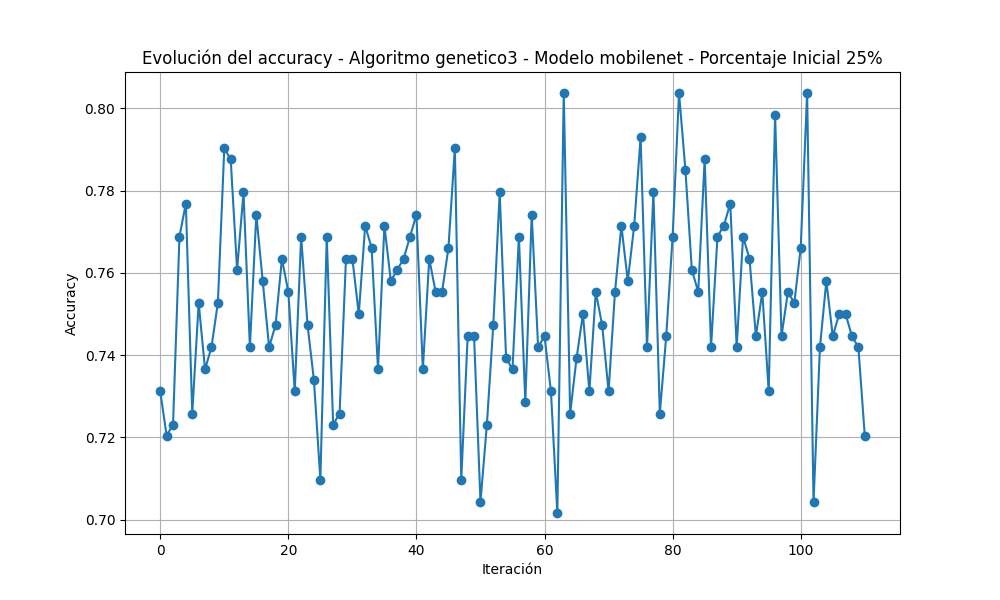 Evolución del accuracy - Algoritmo genetico3 - Modelo mobilenet - Porcentaje Inicial 25%
0.80
0.78
0.76
0.74
0.72
0.70
Accuracy
0 20 40 60 80 100
Iteración